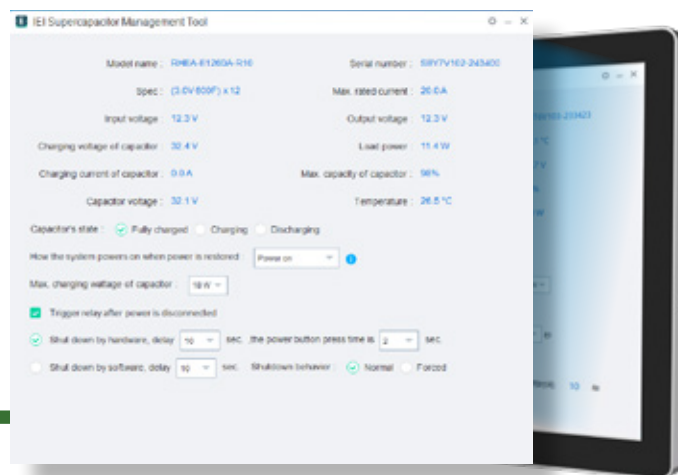 IEI Supercapacitor Management Tool
Model name : RHEA-61260A-R10 Serial number :
Spec : (3.0V/600F) x 12 Max. rated current : 20.0 A
Input voltage : 12.3 V Output voltage : 12.3 V
Charging voltage of capacitor : 32.4 V Load power : 11.4 W
Charging current of capacitor : 0.0 A Max. capacity of capacitor : 98%
Capacitor voltage : 32.1 V Temperature : 26.5 °C
Capacitor's state : Fully charged Charging Discharging
How the system powers on when power is restored : Power on
Max. charging wattage of capacitor :
Trigger relay after power is disconnected
Shut down by hardware, delay 10 sec. ,the power button press time is 2 sec.
Shut down by software, delay 10 sec. Shutdown behavior : Normal Forced
°C
V
%
W
10